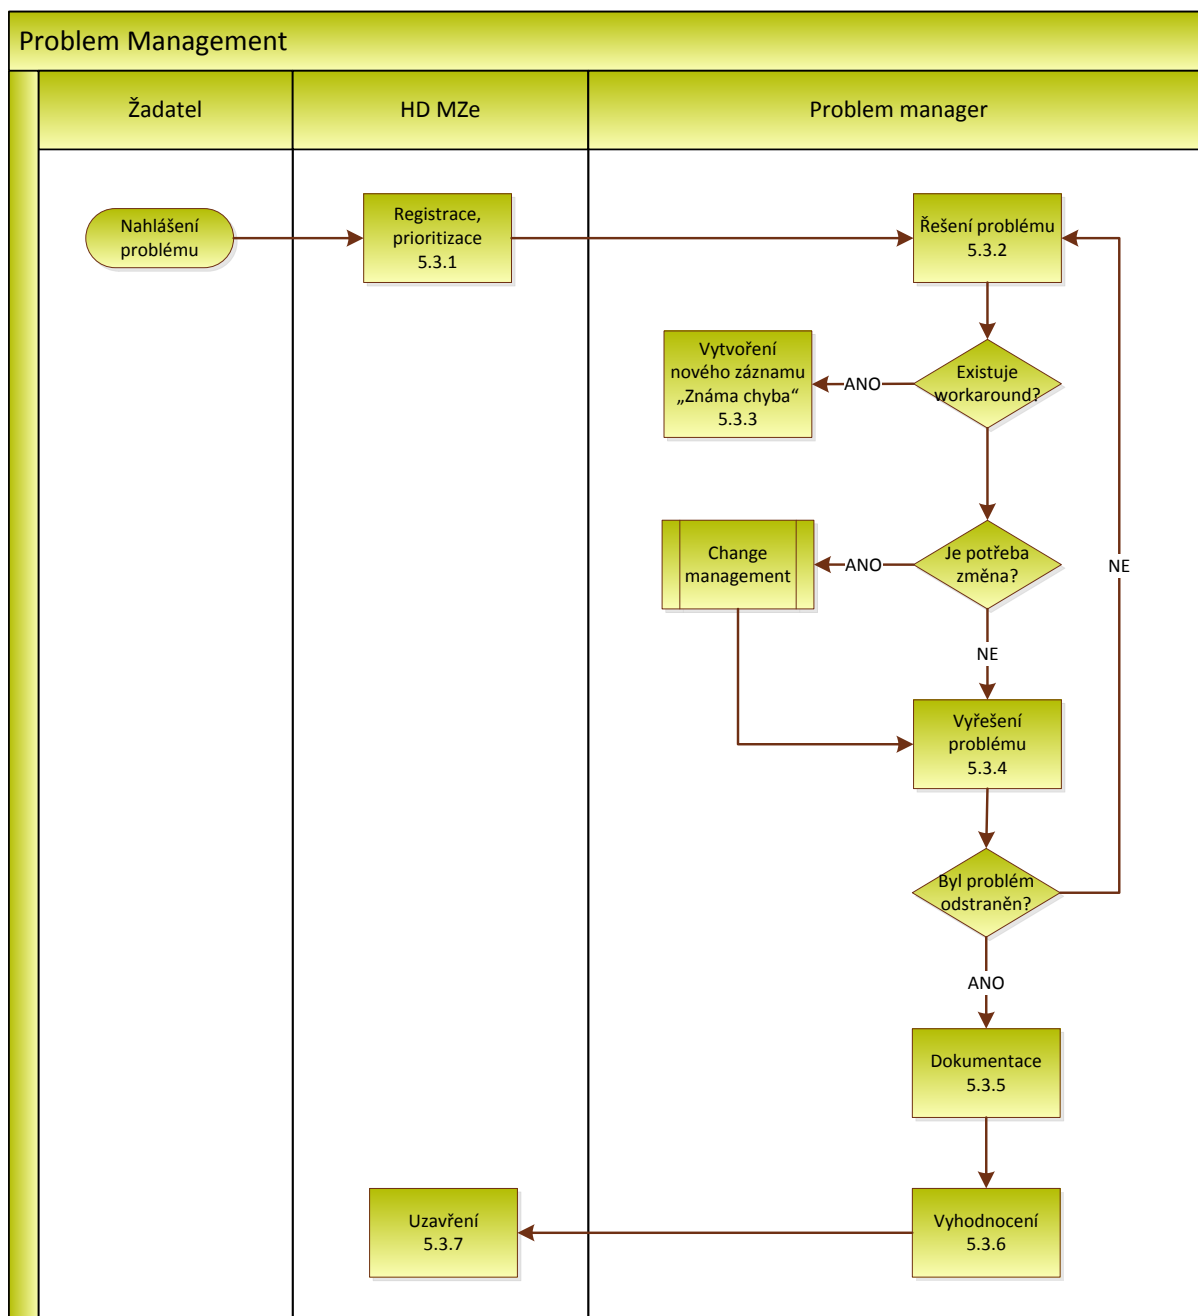 Problem Management
Žadatel
HD MZe
Problem manager
Nahlášení
problému
Registrace,
prioritizace
5.3.1
Řešení problému
5.3.2
Vytvoření
nového záznamu
„Známa chyba“
5.3.3
ANO
Existuje
workaround?
Change
management
ANO
Je potřeba
změna?
NE
NE
Vyřešení
problému
5.3.4
Byl problém
odstraněn?
ANO
Dokumentace
5.3.5
Uzavření
5.3.7
Vyhodnocení
5.3.6